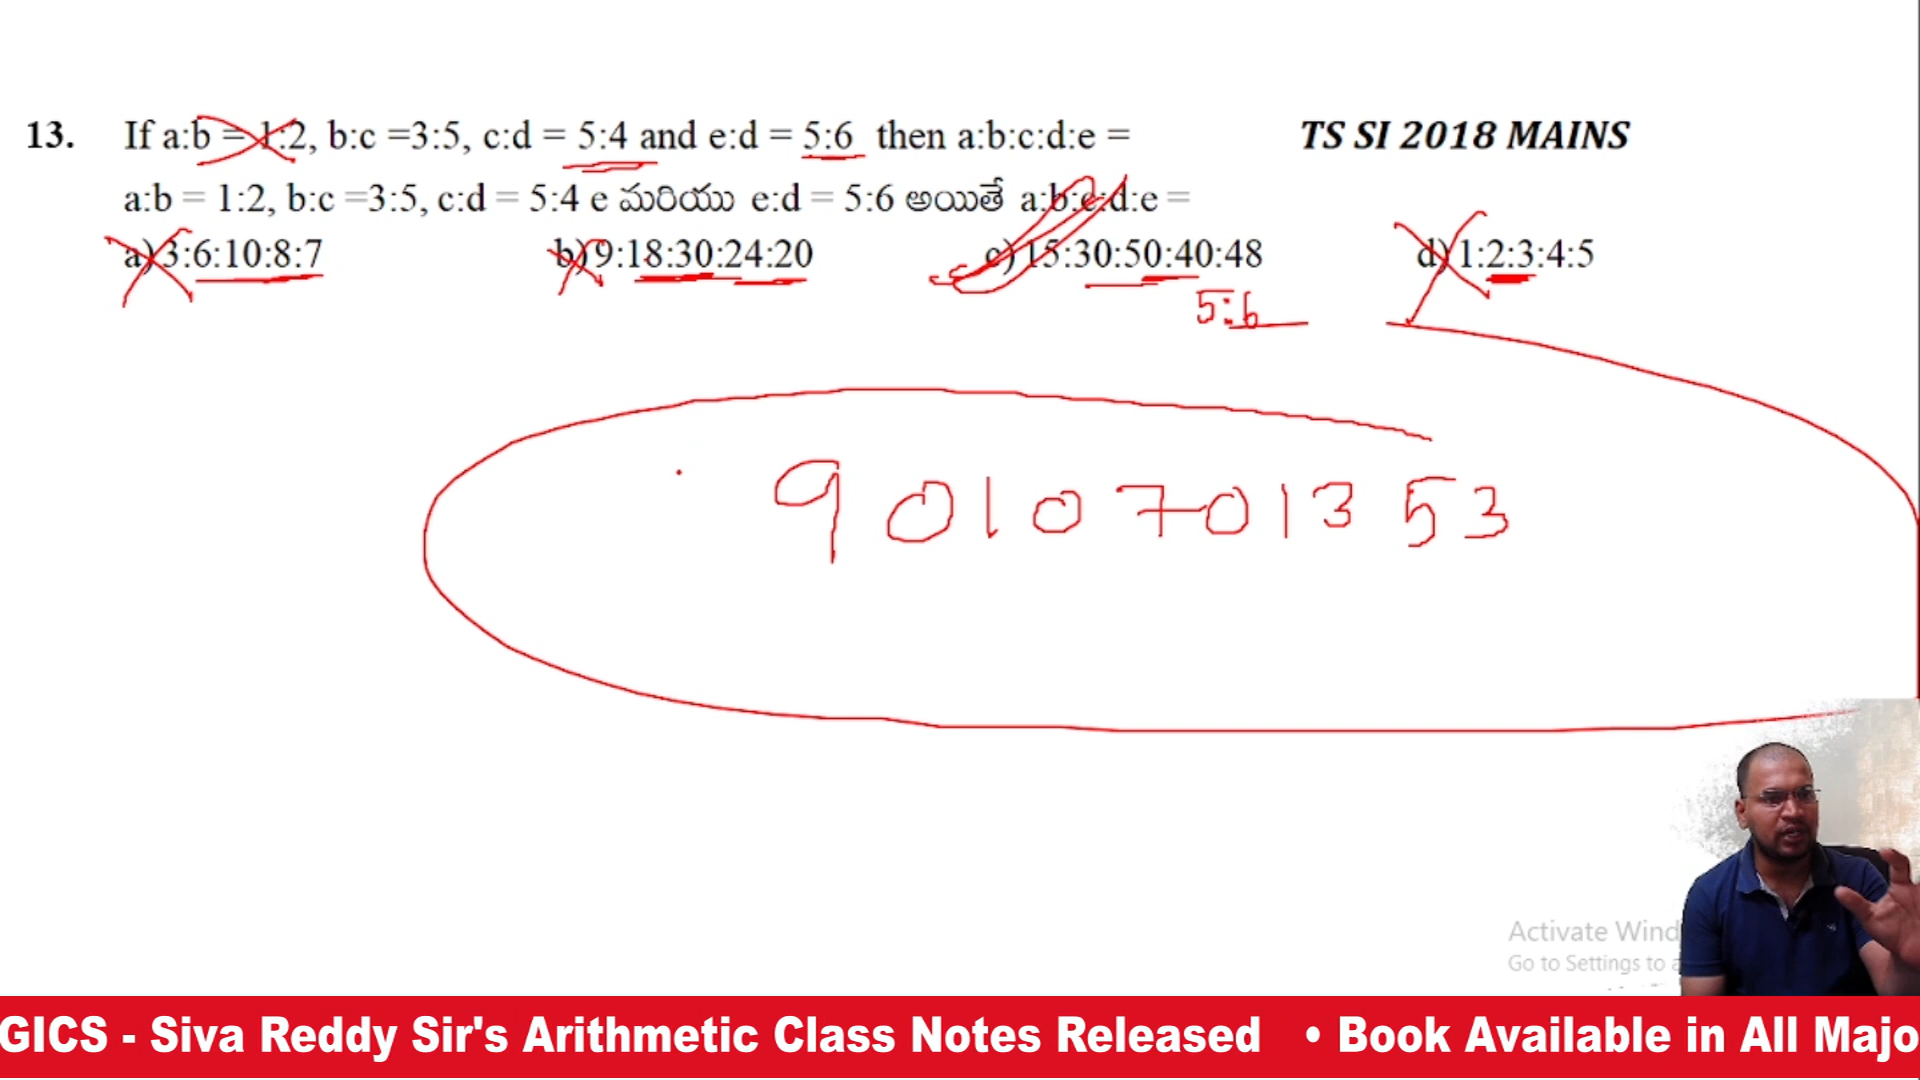 13. If a:b = 1:2, b:c =3:5, c:d = 5:4 and e:d = 5:6 then a:b:c:d:e = TS SI 2018 MAINS
a:b = 1:2, b:c =3:5, c:d = 5:4 e మరియు e:d = 5:6 అయితే a:b:c:d:e =
a) 3:6:10:8:7 b) 9:18:30:24:20 c) 15:30:50:40:48 d) 1:2:3:4:5
5:6
9010701353
Activate Wind
Go to Settings to a
GICS - Siva Reddy Sir's Arithmetic Class Notes Released • Book Available in All Majo